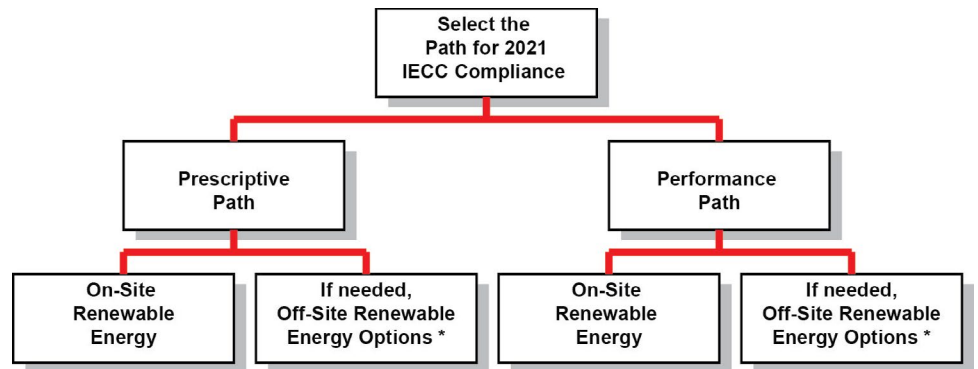 Select the
Path for 2021
IECC Compliance
Prescriptive
Path
Performance
Path
On-Site
Renewable
Energy
If needed,
Off-Site Renewable
Energy Options *
On-Site
Renewable
Energy
If needed,
Off-Site Renewable
Energy Options *